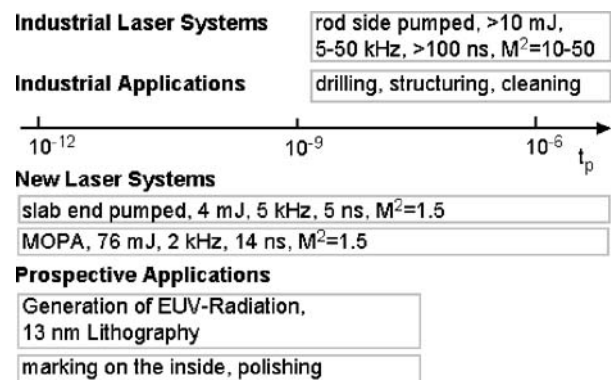 Industrial Laser Systems
rod side pumped, >10 mJ,
5-50 kHz, >100 ns, M²=10-50
Industrial Applications
drilling, structuring, cleaning
10⁻¹² 10⁻⁹ 10⁻⁶ tₚ
New Laser Systems
slab end pumped, 4 mJ, 5 kHz, 5 ns, M²=1.5
MOPA, 76 mJ, 2 kHz, 14 ns, M²=1.5
Prospective Applications
Generation of EUV-Radiation,
13 nm Lithography
marking on the inside, polishing